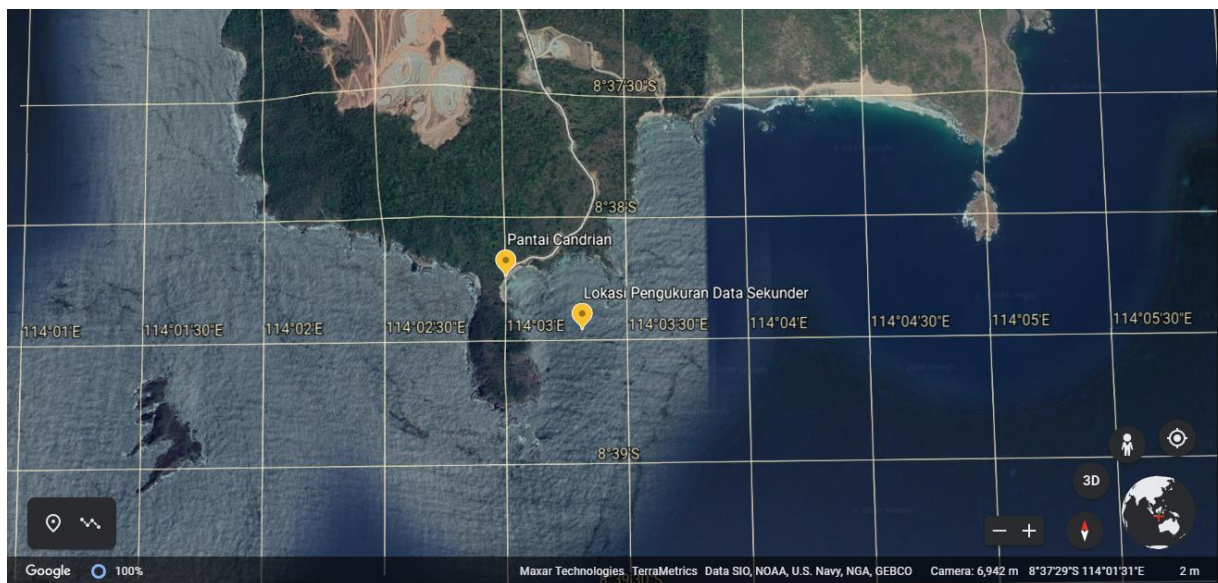 8°37'30"S
8°38'S
Pantai Candrian
Lokasi Pengukuran Data Sekunder
114°01'E
114°01'30"E
114°02'E
114°02'30"E
114°03'E
114°03'30"E
114°04'E
114°04'30"E
114°05'E
114°05'30"E
8°39'S
3D
Google
100%
Maxar Technologies TerraMetrics Data SIO, NOAA, U.S. Navy, NGA, GEBCO
Camera: 6,942 m
8°37'29"S 114°01'31"E
2 m
8°39'30"S